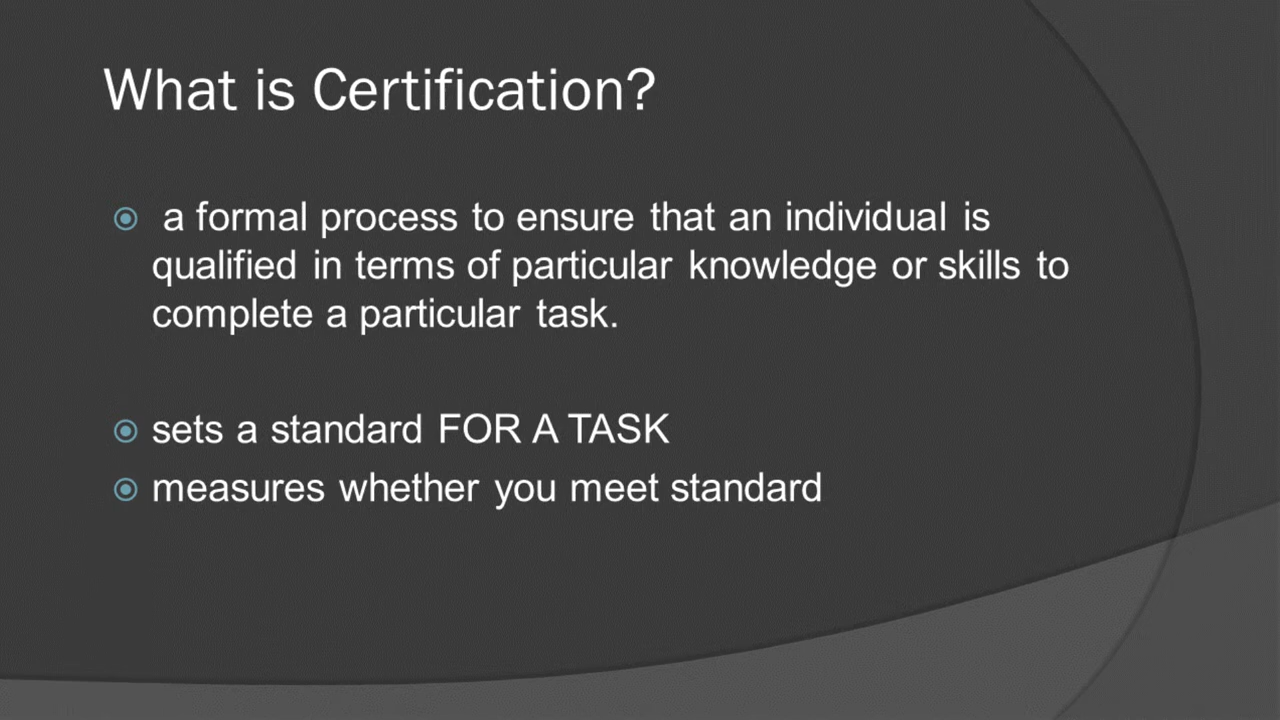 What is Certification?
a formal process to ensure that an individual is
qualified in terms of particular knowledge or skills to
complete a particular task.
sets a standard FOR A TASK
measures whether you meet standard